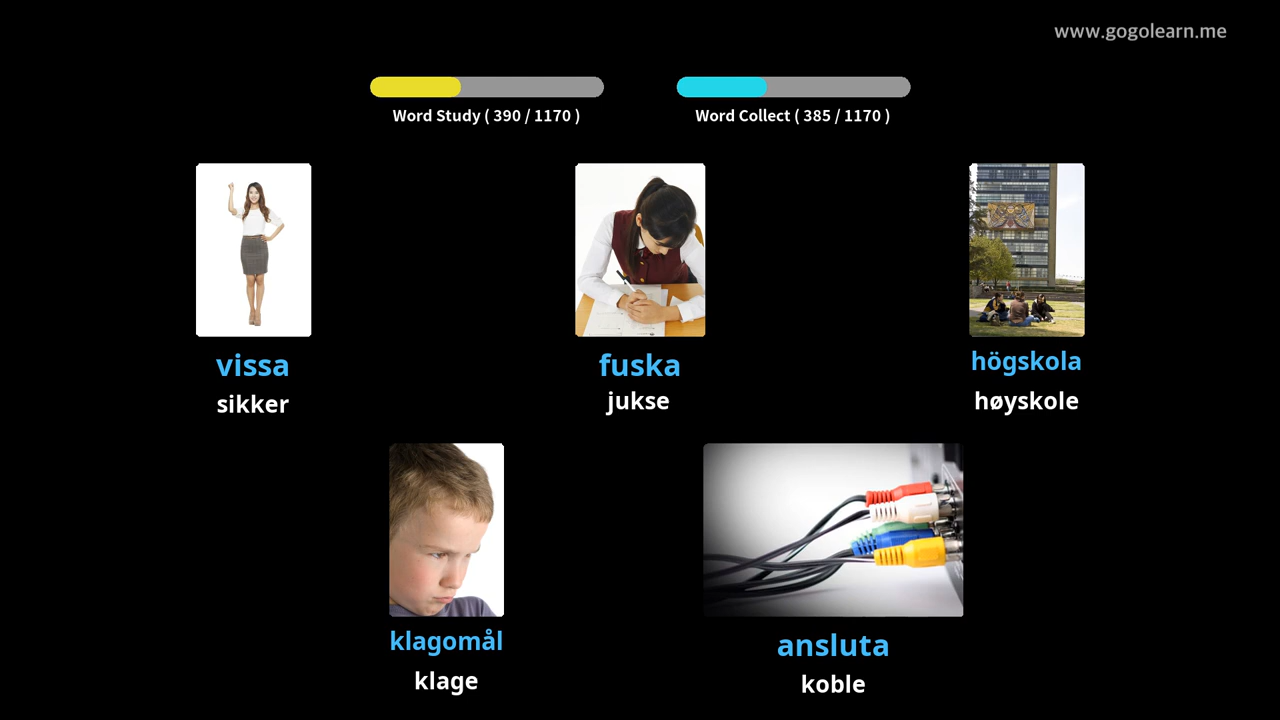 www.gogolearn.me
Word Study ( 390 / 1170 )
Word Collect ( 385 / 1170 )
vissa
sikker
fuska
jukse
högskola
høyskole
klagomål
klage
ansluta
koble